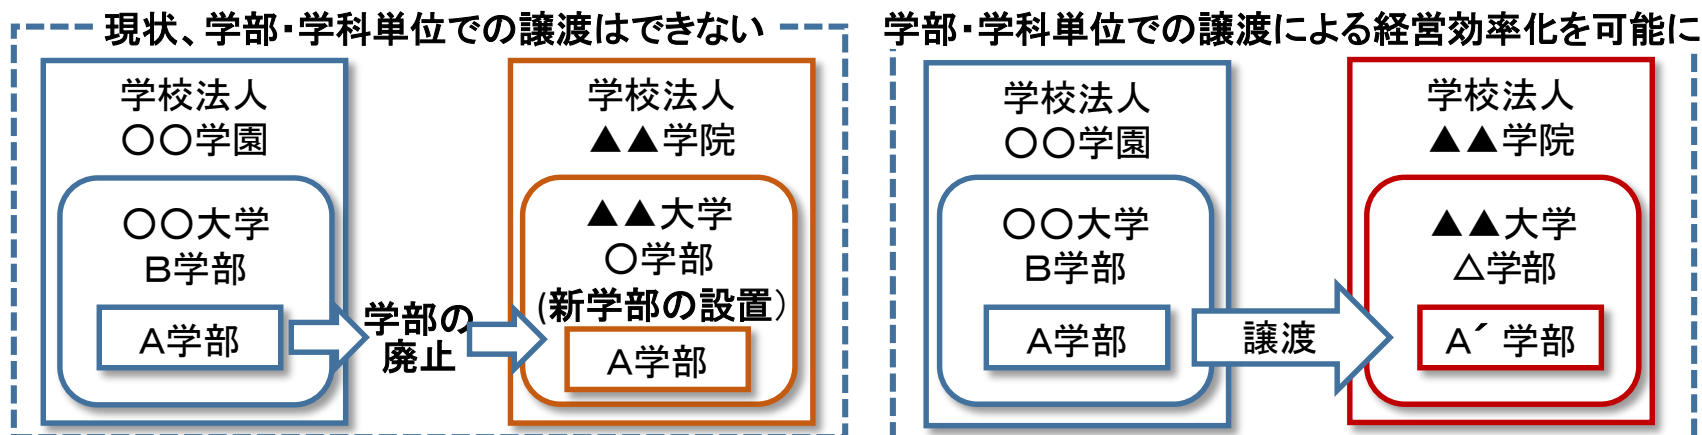 現状、学部・学科単位での譲渡はできない
学校法人
〇〇学園
〇〇大学
B学部
A学部
学部の
廃止
学校法人
▲▲学院
▲▲大学
〇学部
(新学部の設置)
A学部
学部・学科単位での譲渡による経営効率化を可能に
学校法人
〇〇学園
〇〇大学
B学部
A学部
譲渡
学校法人
▲▲学院
▲▲大学
△学部
A´ 学部